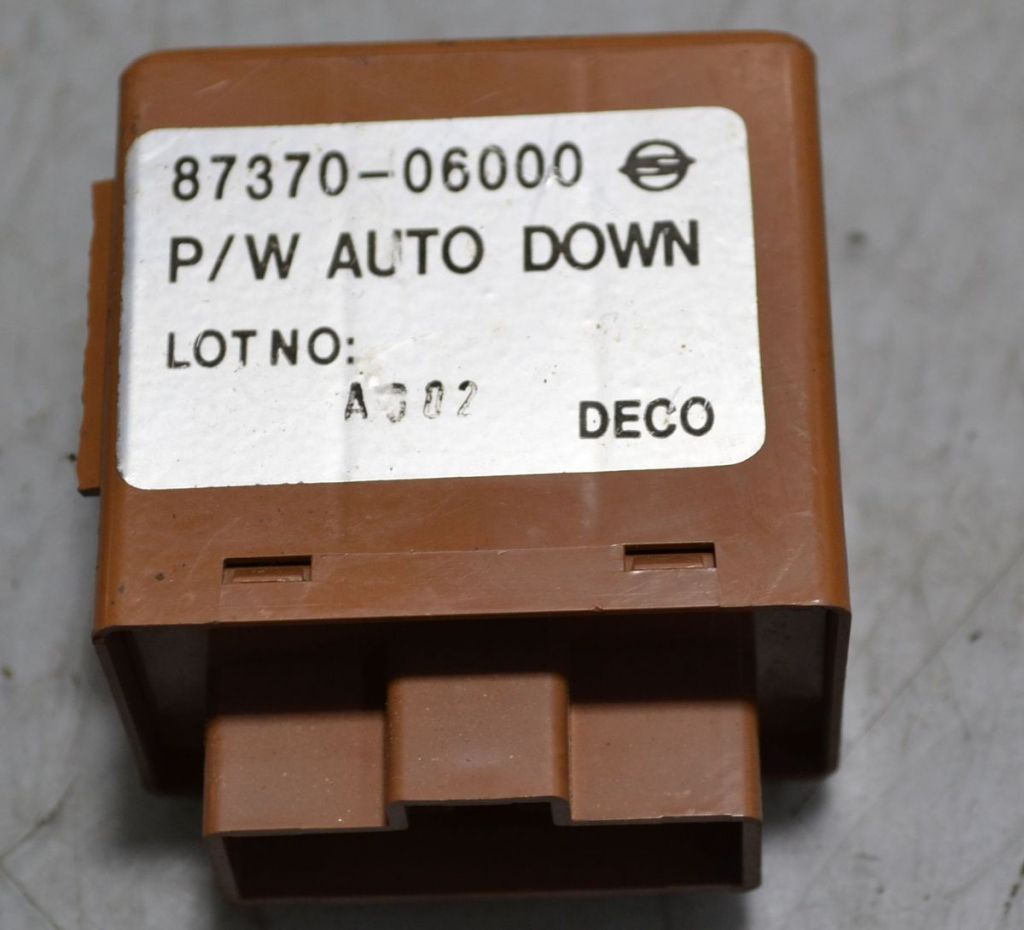 87370-06000
P/W AUTO DOWN
LOT NO:
DECO